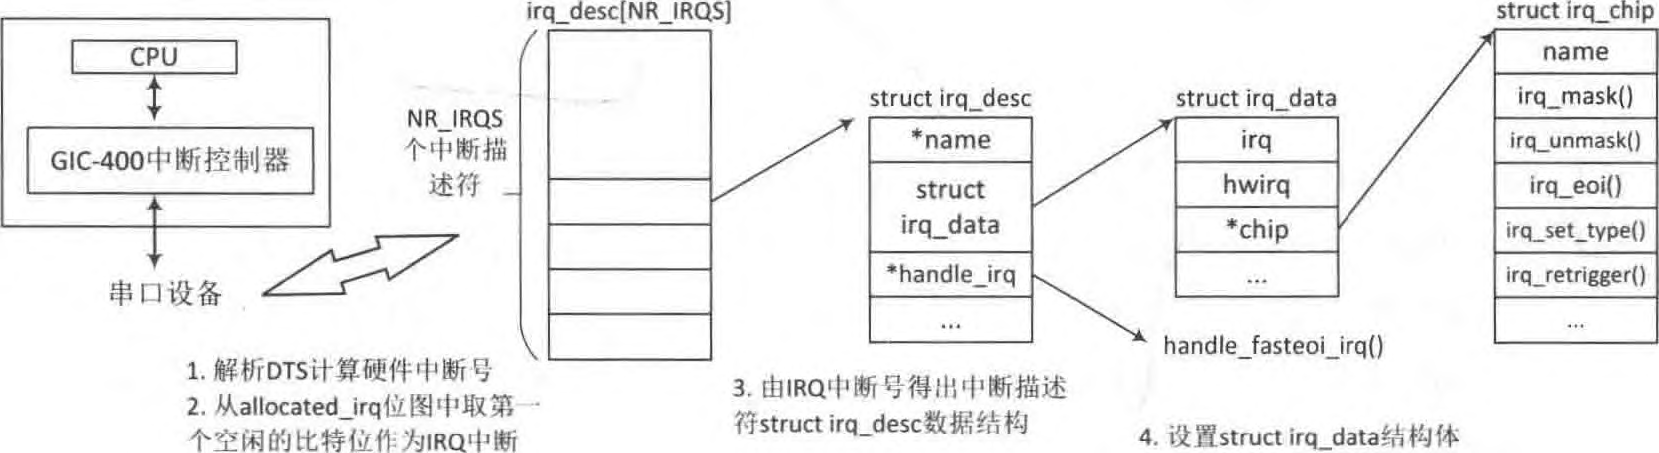 CPU
GIC-400中断控制器
串口设备
irq_desc[NR_IRQS]
NR_IRQS
个中断描
述符
struct irq_desc
*name
struct
irq_data
*handle_irq
...
struct irq_data
irq
hwirq
*chip
...
handle_fasteoi_irq()
struct irq_chip
name
irq_mask()
irq_unmask()
irq_eoi()
irq_set_type()
irq_retrigger()
...
1. 解析DTS计算硬件中断号
2. 从allocated_irq位图中取第一
个空闲的比特位作为IRQ中断
3. 由IRQ中断号得出中断描述
符struct irq_desc数据结构
4. 设置struct irq_data结构体